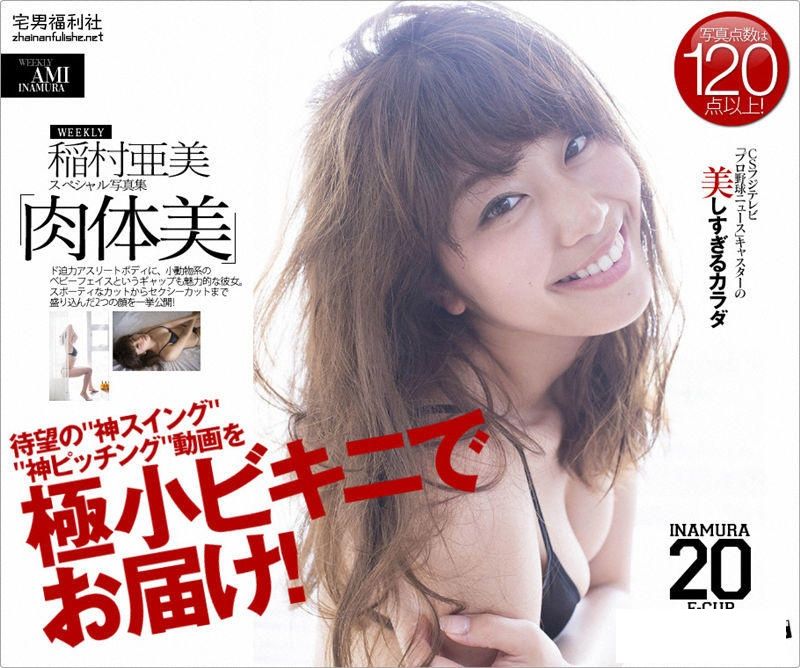 宅男福利社
zhainanfulishe.net
WEEKLY
AMI
INAMURA
WEEKLY
稲村亜美
スペシャル写真集
「肉体美」
ド迫力アスリートボディに、小動物系の
ベビーフェイスというギャップも魅力的な彼女。
スポーティなカットからセクシーカットまで
盛り込んだ2つの顔を一挙公開!
写真点数は
120
点以上!
CSフジテレビ
「プロ野球ニュース」キャスターの
美しすぎるカラダ
待望の"神スイング"
"神ピッチング"動画を
極小ビキニで
お届け!
INAMURA
20